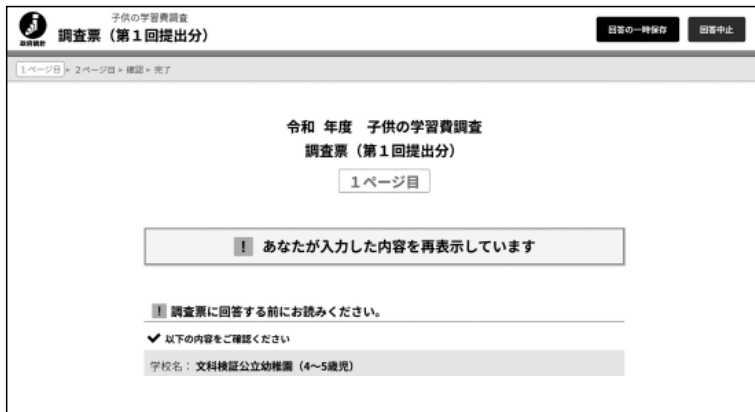 子供の学習費調査
政府統計
調査票（第１回提出分）
回答の一時保存
回答中止
１ページ目 ▶ ２ページ目 ▶ 確認 ▶ 完了
令和 年度 子供の学習費調査
調査票（第１回提出分）
１ページ目
! あなたが入力した内容を再表示しています
! 調査票に回答する前にお読みください。
✔ 以下の内容をご確認ください
学校名： 文科検証公立幼稚園（4～5歳児）